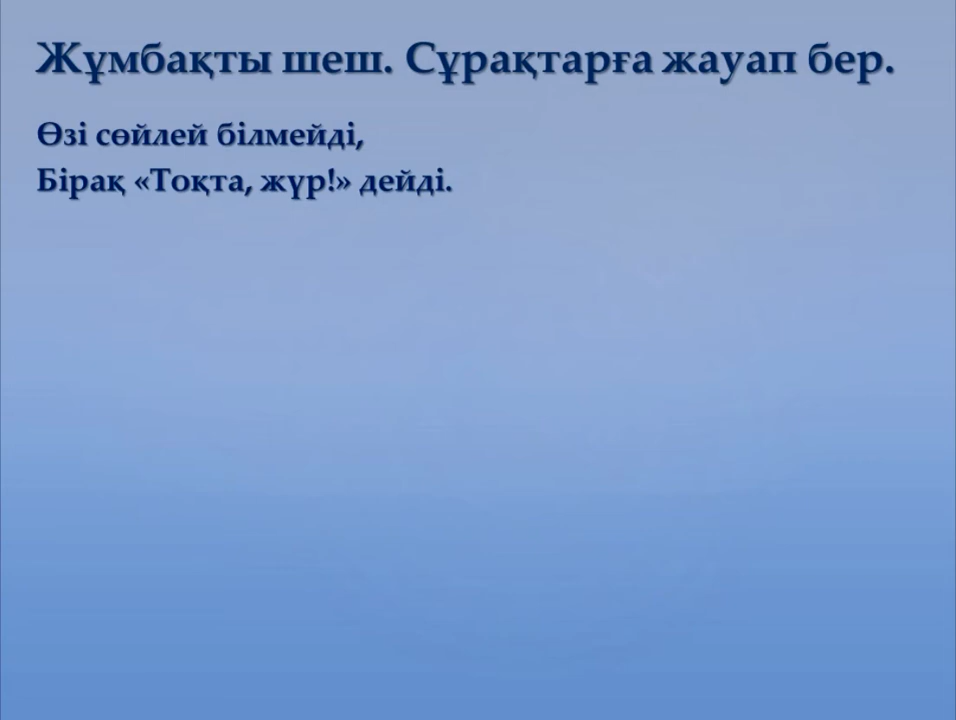 Жұмбақты шеш. Сұрақтарға жауап бер.
Өзі сөйлей білмейді,
Бірақ «Тоқта, жүр!» дейді.